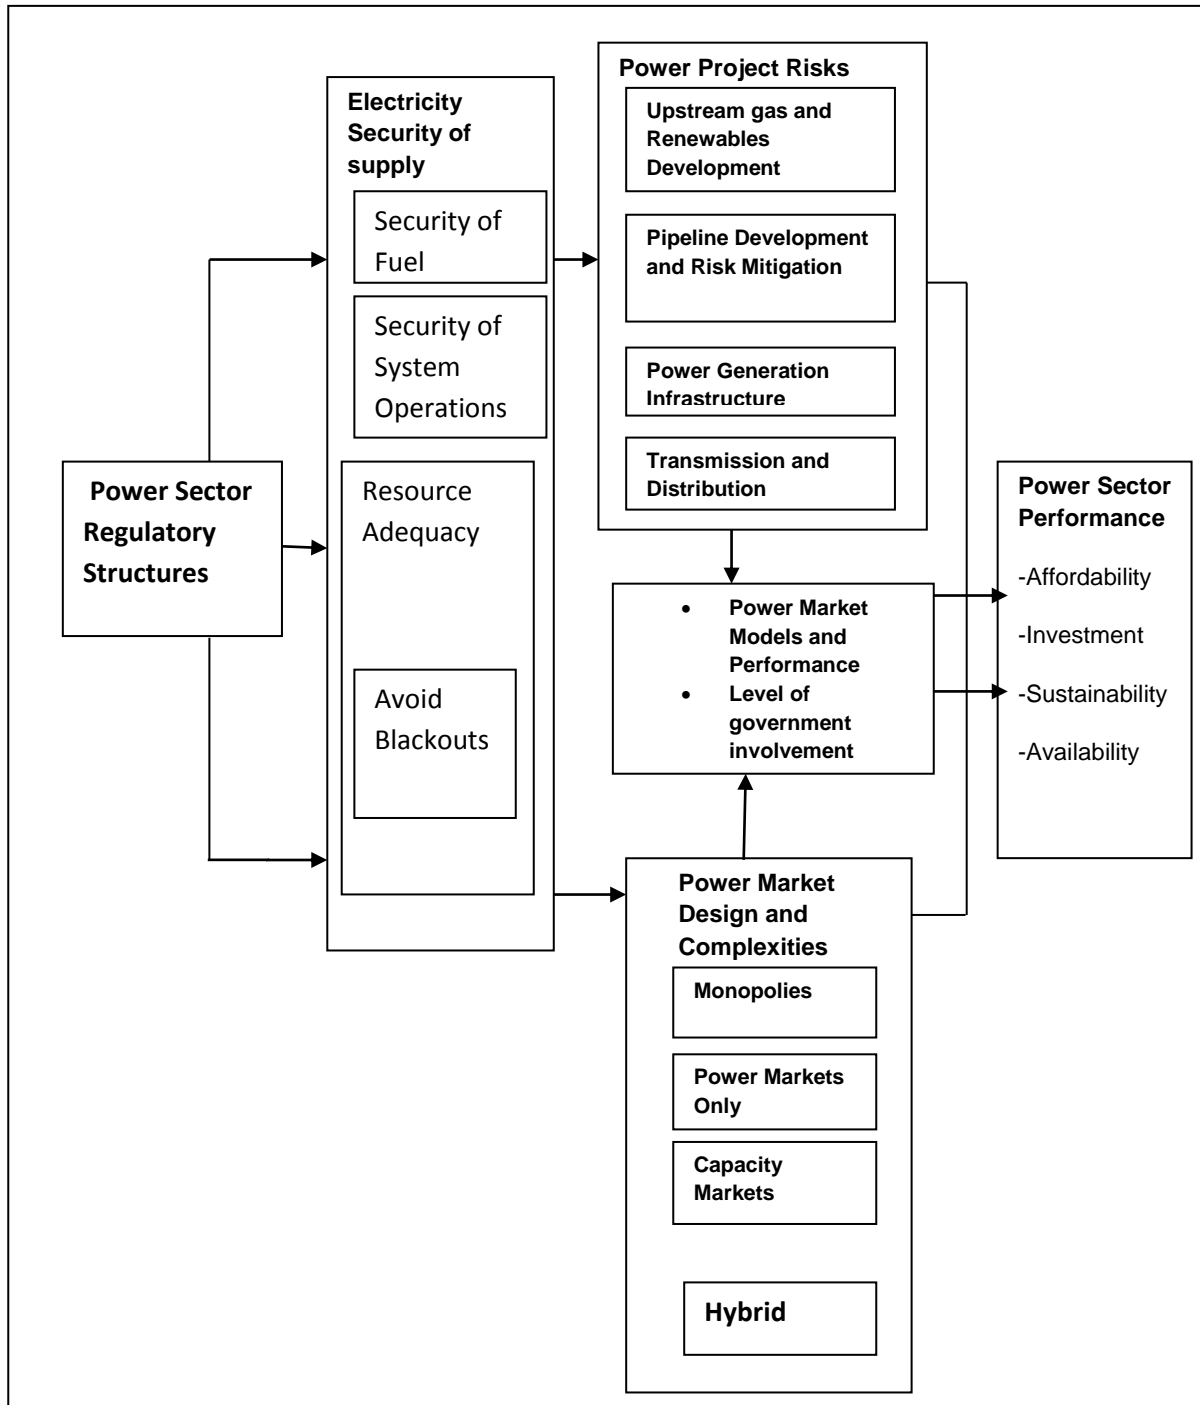 Power Sector
Regulatory
Structures
Electricity
Security of
supply
Security of
Fuel
Security of
System
Operations
Resource
Adequacy
Avoid
Blackouts
Power Project Risks
Upstream gas and
Renewables
Development
Pipeline Development
and Risk Mitigation
Power Generation
Infrastructure
Transmission and
Distribution
• Power Market
Models and
Performance
• Level of
government
involvement
Power Market
Design and
Complexities
Monopolies
Power Markets
Only
Capacity
Markets
Hybrid
Power Sector
Performance
-Affordability
-Investment
-Sustainability
-Availability